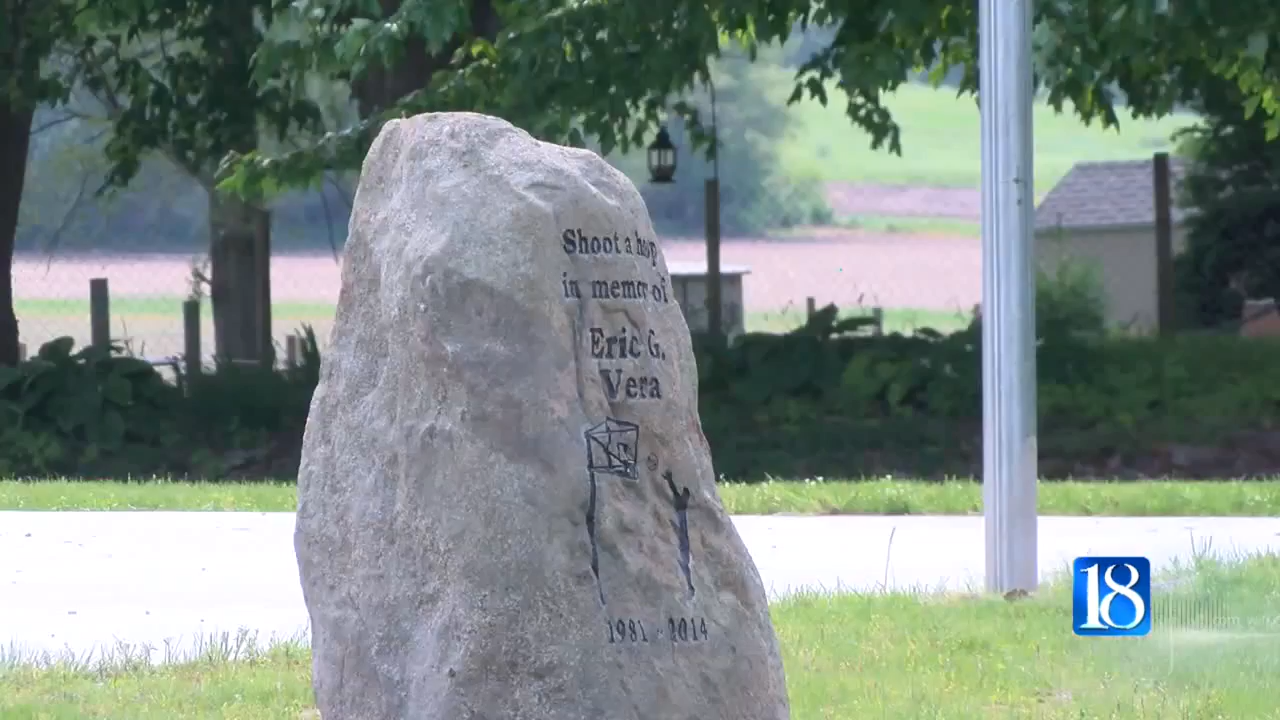 Shoot a hoop
in memory of
Eric G.
Vera
1981 - 2014
18